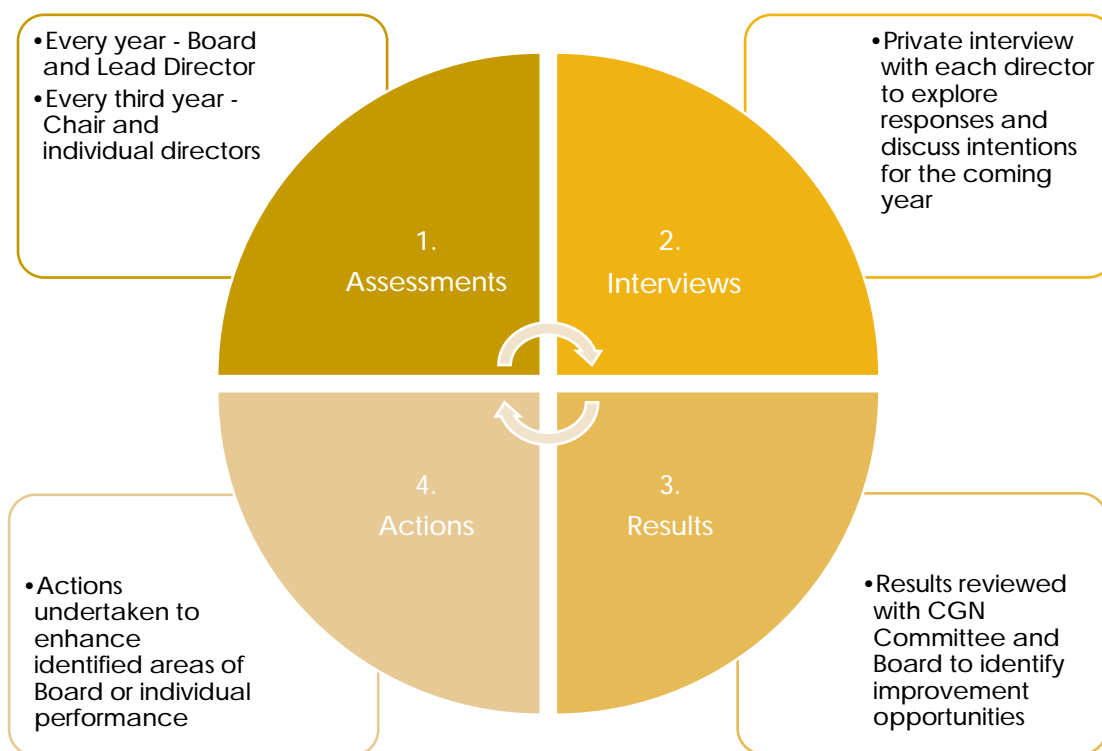 •Every year - Board
and Lead Director
•Every third year -
Chair and
individual directors
1.
Assessments
•Private interview
with each director
to explore
responses and
discuss intentions
for the coming
year
2.
Interviews
3.
Results
•Results reviewed
with CGN
Committee and
Board to identify
improvement
opportunities
4.
Actions
•Actions
undertaken to
enhance
identified areas of
Board or individual
performance